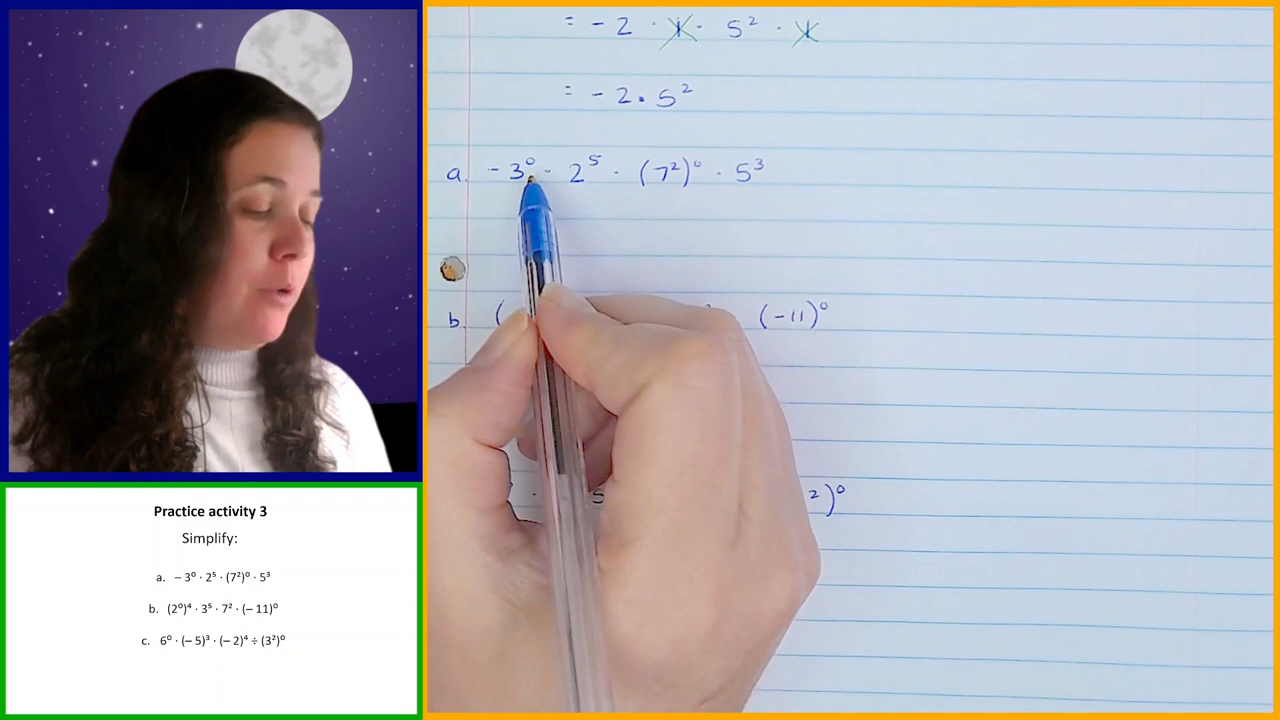 = - 2 · 1 · 5² · 1
= - 2 · 5²
a. - 3⁰ · 2⁵ · (7²)⁰ · 5³
b. ( (-11)⁰
5 ²)⁰
Practice activity 3
Simplify:
a. – 3⁰ · 2⁵ · (7²)⁰ · 5³
b. (2⁰)⁴ · 3⁵ · 7² · (– 11)⁰
c. 6⁰ · (– 5)³ · (– 2)⁴ ÷ (3²)⁰